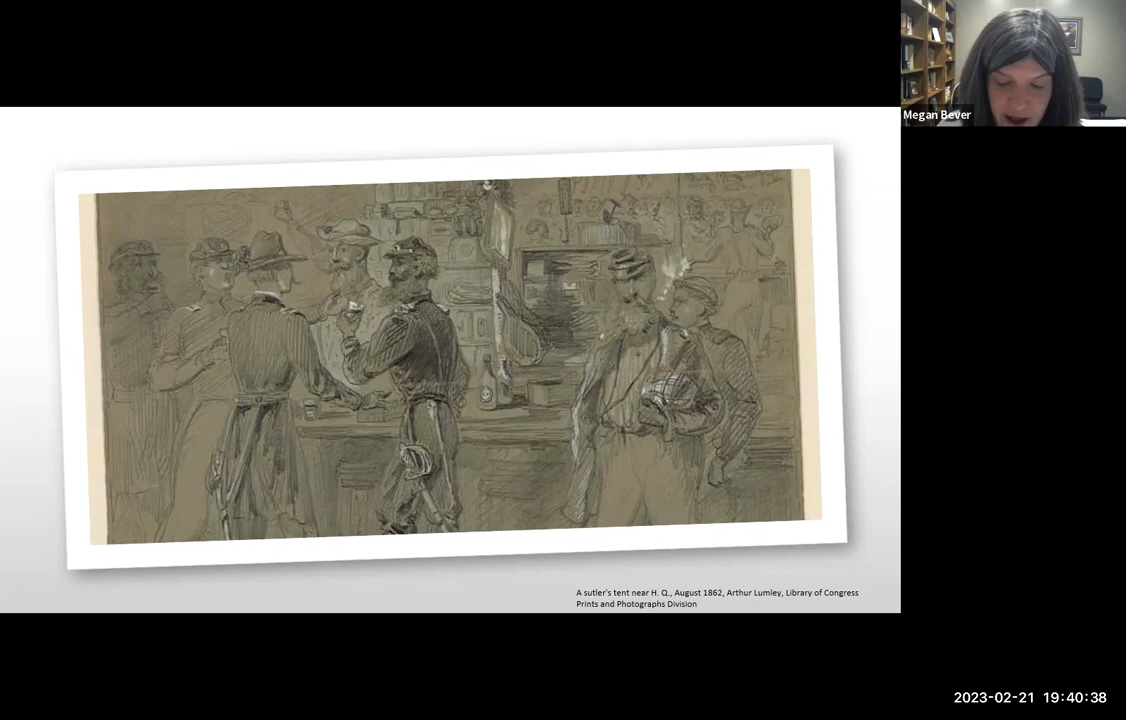 Megan Bever
A sutler's tent near H. Q., August 1862, Arthur Lumley, Library of Congress
Prints and Photographs Division
2023-02-21 19:40:38